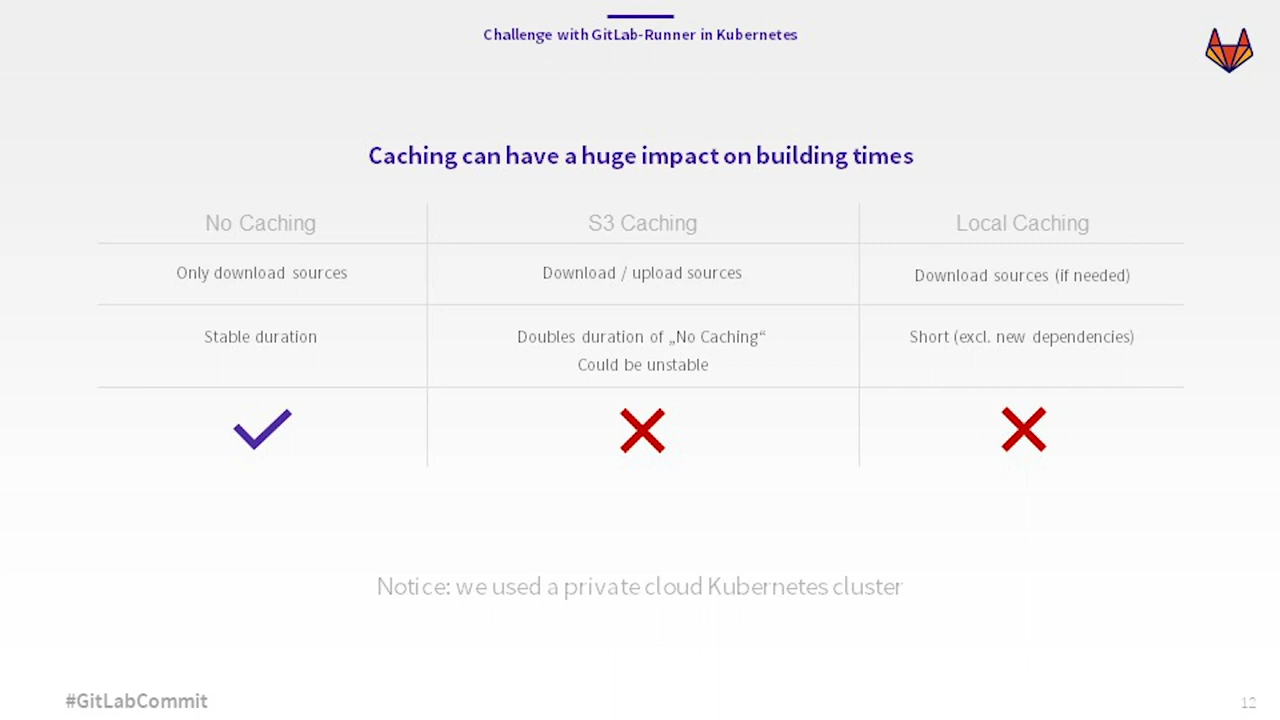 Challenge with GitLab-Runner in Kubernetes
Caching can have a huge impact on building times
No Caching
S3 Caching
Local Caching
Only download sources
Download / upload sources
Download sources (if needed)
Stable duration
Doubles duration of „No Caching“
Could be unstable
Short (excl. new dependencies)
Notice: we used a private cloud Kubernetes cluster
#GitLabCommit
12